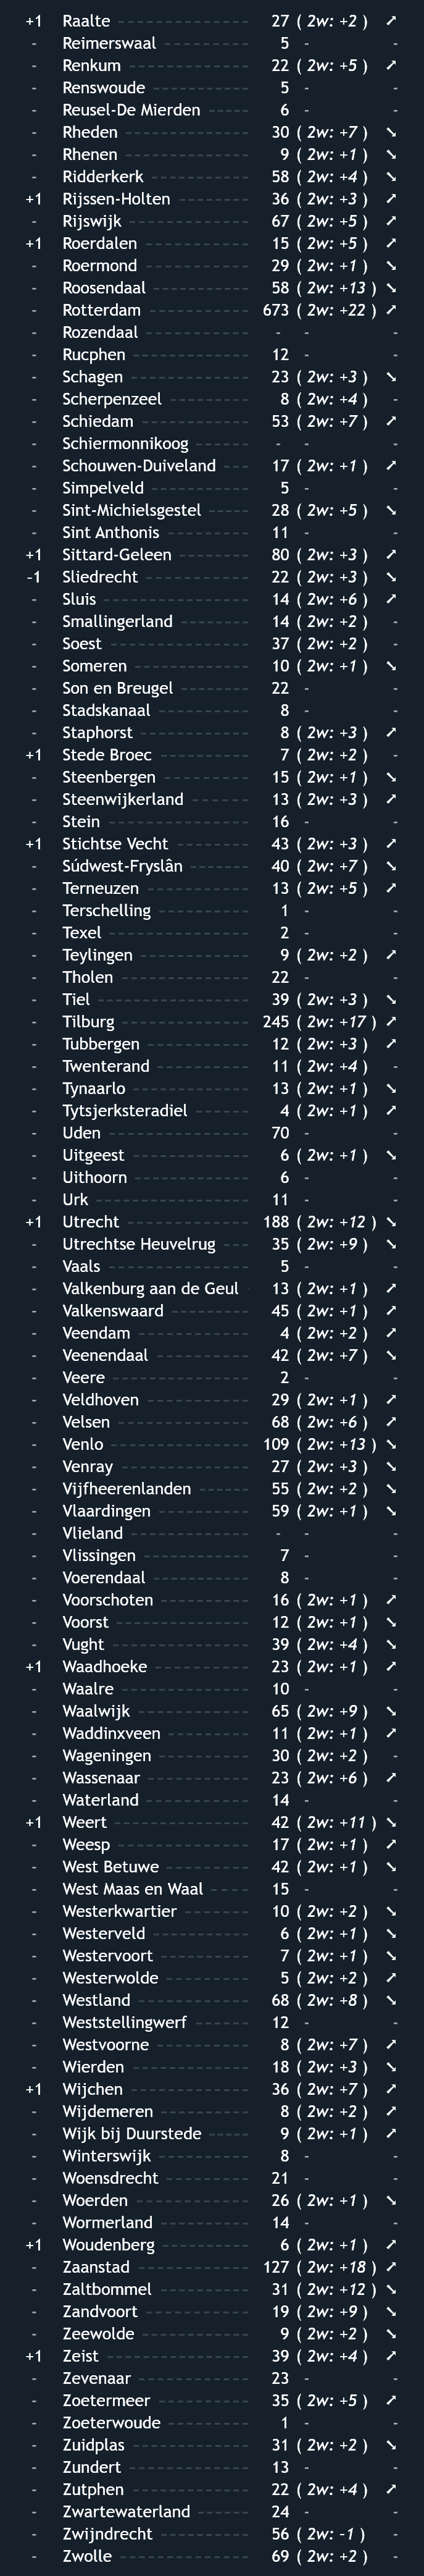 +1 Raalte 27 ( 2w: +2 ) ➚
- Reimerswaal 5 - -
- Renkum 22 ( 2w: +5 ) ➚
- Renswoude 5 - -
- Reusel-De Mierden 6 - -
- Rheden 30 ( 2w: +7 ) ➘
- Rhenen 9 ( 2w: +1 ) ➘
- Ridderkerk 58 ( 2w: +4 ) ➘
+1 Rijssen-Holten 36 ( 2w: +3 ) ➚
- Rijswijk 67 ( 2w: +5 ) ➚
+1 Roerdalen 15 ( 2w: +5 ) ➚
- Roermond 29 ( 2w: +1 ) ➘
- Roosendaal 58 ( 2w: +13 ) ➘
- Rotterdam 673 ( 2w: +22 ) ➚
- Rozendaal - - -
- Rucphen 12 - -
- Schagen 23 ( 2w: +3 ) ➘
- Scherpenzeel 8 ( 2w: +4 ) -
- Schiedam 53 ( 2w: +7 ) ➚
- Schiermonnikoog - - -
- Schouwen-Duiveland 17 ( 2w: +1 ) ➚
- Simpelveld 5 - -
- Sint-Michielsgestel 28 ( 2w: +5 ) ➘
- Sint Anthonis 11 - -
+1 Sittard-Geleen 80 ( 2w: +3 ) ➚
-1 Sliedrecht 22 ( 2w: +3 ) ➘
- Sluis 14 ( 2w: +6 ) ➚
- Smallingerland 14 ( 2w: +2 ) -
- Soest 37 ( 2w: +2 ) -
- Someren 10 ( 2w: +1 ) ➘
- Son en Breugel 22 - -
- Stadskanaal 8 - -
- Staphorst 8 ( 2w: +3 ) ➚
+1 Stede Broec 7 ( 2w: +2 ) -
- Steenbergen 15 ( 2w: +1 ) ➘
- Steenwijkerland 13 ( 2w: +3 ) ➚
- Stein 16 - -
+1 Stichtse Vecht 43 ( 2w: +3 ) ➚
- Súdwest-Fryslân 40 ( 2w: +7 ) ➘
- Terneuzen 13 ( 2w: +5 ) ➚
- Terschelling 1 - -
- Texel 2 - -
- Teylingen 9 ( 2w: +2 ) ➚
- Tholen 22 - -
- Tiel 39 ( 2w: +3 ) ➘
- Tilburg 245 ( 2w: +17 ) ➚
- Tubbergen 12 ( 2w: +3 ) ➚
- Twenterand 11 ( 2w: +4 ) -
- Tynaarlo 13 ( 2w: +1 ) ➘
- Tytsjerksteradiel 4 ( 2w: +1 ) ➚
- Uden 70 - -
- Uitgeest 6 ( 2w: +1 ) ➘
- Uithoorn 6 - -
- Urk 11 - -
+1 Utrecht 188 ( 2w: +12 ) ➘
- Utrechtse Heuvelrug 35 ( 2w: +9 ) ➘
- Vaals 5 - -
- Valkenburg aan de Geul 13 ( 2w: +1 ) ➚
- Valkenswaard 45 ( 2w: +1 ) ➚
- Veendam 4 ( 2w: +2 ) ➚
- Veenendaal 42 ( 2w: +7 ) ➘
- Veere 2 - -
- Veldhoven 29 ( 2w: +1 ) ➚
- Velsen 68 ( 2w: +6 ) ➚
- Venlo 109 ( 2w: +13 ) ➘
- Venray 27 ( 2w: +3 ) ➘
- Vijfheerenlanden 55 ( 2w: +2 ) ➘
- Vlaardingen 59 ( 2w: +1 ) ➘
- Vlieland - - -
- Vlissingen 7 - -
- Voerendaal 8 - -
- Voorschoten 16 ( 2w: +1 ) ➚
- Voorst 12 ( 2w: +1 ) ➘
- Vught 39 ( 2w: +4 ) ➘
+1 Waadhoeke 23 ( 2w: +1 ) ➚
- Waalre 10 - -
- Waalwijk 65 ( 2w: +9 ) ➘
- Waddinxveen 11 ( 2w: +1 ) ➚
- Wageningen 30 ( 2w: +2 ) -
- Wassenaar 23 ( 2w: +6 ) ➚
- Waterland 14 - -
+1 Weert 42 ( 2w: +11 ) ➘
- Weesp 17 ( 2w: +1 ) ➚
- West Betuwe 42 ( 2w: +1 ) ➘
- West Maas en Waal 15 - -
- Westerkwartier 10 ( 2w: +2 ) ➘
- Westerveld 6 ( 2w: +1 ) ➘
- Westervoort 7 ( 2w: +1 ) ➘
- Westerwolde 5 ( 2w: +2 ) ➚
- Westland 68 ( 2w: +8 ) ➘
- Weststellingwerf 12 - -
- Westvoorne 8 ( 2w: +7 ) ➚
- Wierden 18 ( 2w: +3 ) ➘
+1 Wijchen 36 ( 2w: +7 ) ➚
- Wijdemeren 8 ( 2w: +2 ) ➚
- Wijk bij Duurstede 9 ( 2w: +1 ) ➚
- Winterswijk 8 - -
- Woensdrecht 21 - -
- Woerden 26 ( 2w: +1 ) ➘
- Wormerland 14 - -
+1 Woudenberg 6 ( 2w: +1 ) ➚
- Zaanstad 127 ( 2w: +18 ) ➚
- Zaltbommel 31 ( 2w: +12 ) ➘
- Zandvoort 19 ( 2w: +9 ) ➘
- Zeewolde 9 ( 2w: +2 ) ➘
+1 Zeist 39 ( 2w: +4 ) ➚
- Zevenaar 23 - -
- Zoetermeer 35 ( 2w: +5 ) ➚
- Zoeterwoude 1 - -
- Zuidplas 31 ( 2w: +2 ) ➘
- Zundert 13 - -
- Zutphen 22 ( 2w: +4 ) ➚
- Zwartewaterland 24 - -
- Zwijndrecht 56 ( 2w: -1 ) -
- Zwolle 69 ( 2w: +2 ) -